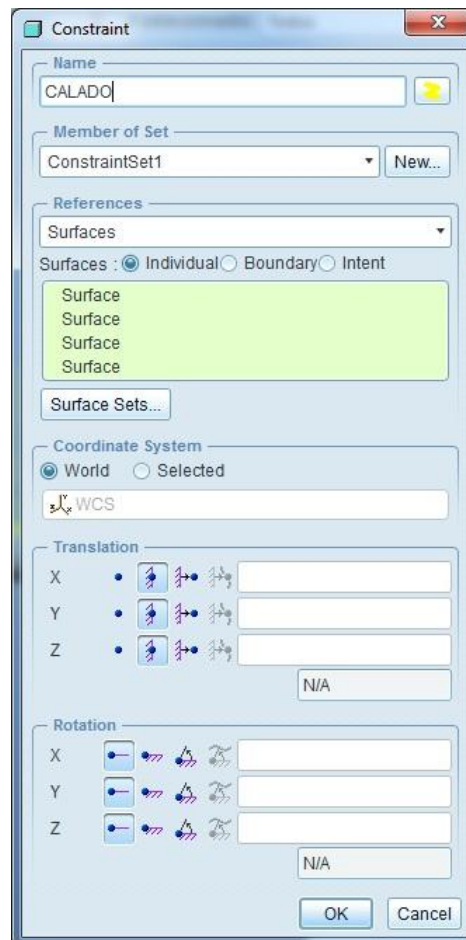 Constraint
Name
CALADO
Member of Set
ConstraintSet1 New...
References
Surfaces
Surfaces : Individual Boundary Intent
Surface
Surface
Surface
Surface
Surface Sets...
Coordinate System
World Selected
WCS
Translation
X
Y
Z
N/A
Rotation
X
Y
Z
N/A
OK Cancel